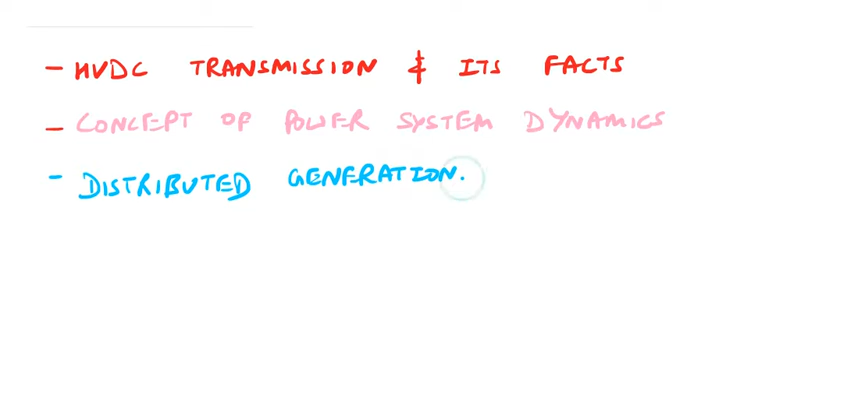 - HVDC TRANSMISSION & ITS FACTS
- CONCEPT OF POWER SYSTEM DYNAMICS
- DISTRIBUTED GENERATION.